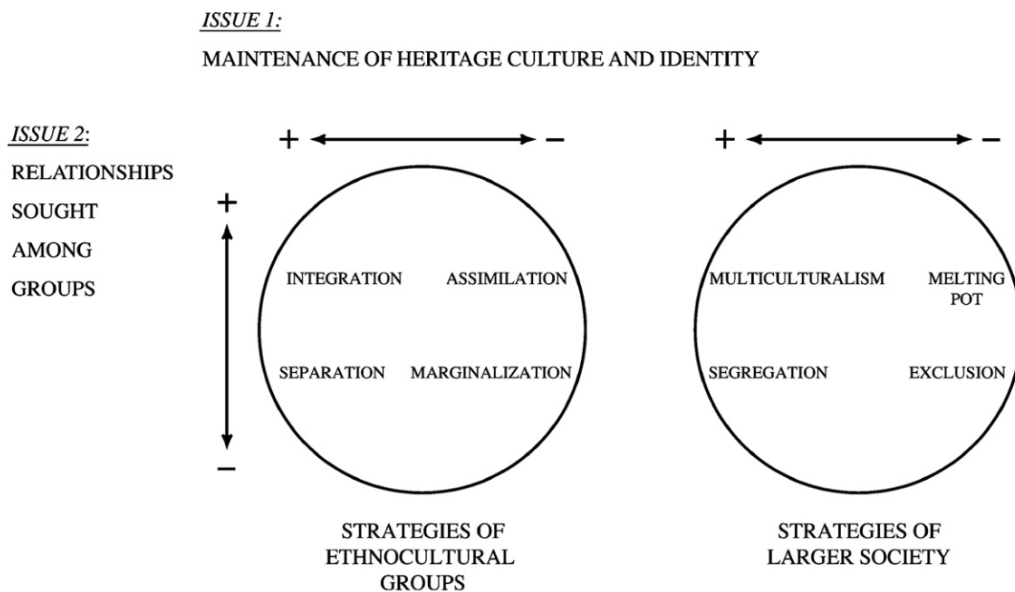 ISSUE 1:
MAINTENANCE OF HERITAGE CULTURE AND IDENTITY
ISSUE 2:
RELATIONSHIPS
SOUGHT
AMONG
GROUPS
+ −
+ −
+
−
INTEGRATION ASSIMILATION
SEPARATION MARGINALIZATION
MULTICULTURALISM MELTING
POT
SEGREGATION EXCLUSION
STRATEGIES OF
ETHNOCULTURAL
GROUPS
STRATEGIES OF
LARGER SOCIETY